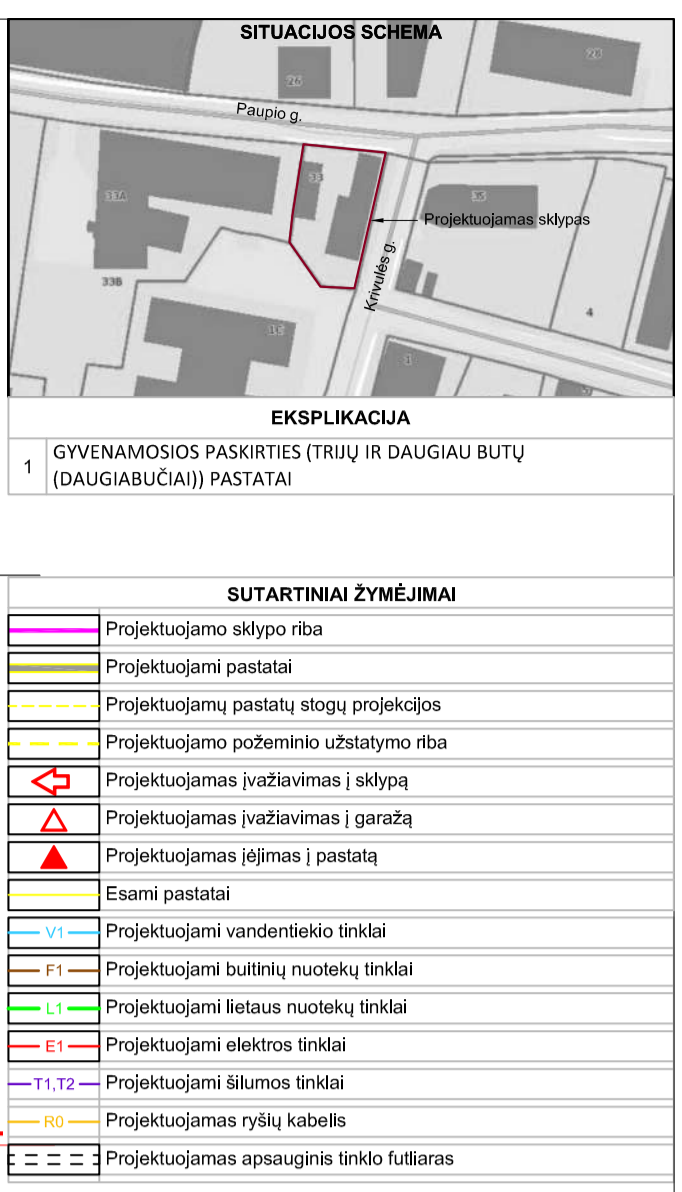 SITUACIJOS SCHEMA
26
28
Paupio g.
33A
33
35
Projektuojamas sklypas
Krivulės g.
33B
1C
4
1
EKSPLIKACIJA
1 GYVENAMOSIOS PASKIRTIES (TRIJŲ IR DAUGIAU BUTŲ
(DAUGIABUČIAI)) PASTATAI
SUTARTINIAI ŽYMĖJIMAI
Projektuojamo sklypo riba
Projektuojami pastatai
Projektuojamų pastatų stogų projekcijos
Projektuojamo požeminio užstatymo riba
Projektuojamas įvažiavimas į sklypą
Projektuojamas įvažiavimas į garažą
Projektuojamas įėjimas į pastatą
Esami pastatai
V1 Projektuojami vandentiekio tinklai
F1 Projektuojami buitinių nuotekų tinklai
L1 Projektuojami lietaus nuotekų tinklai
E1 Projektuojami elektros tinklai
T1,T2 Projektuojami šilumos tinklai
R0 Projektuojamas ryšių kabelis
Projektuojamas apsauginis tinklo futliaras